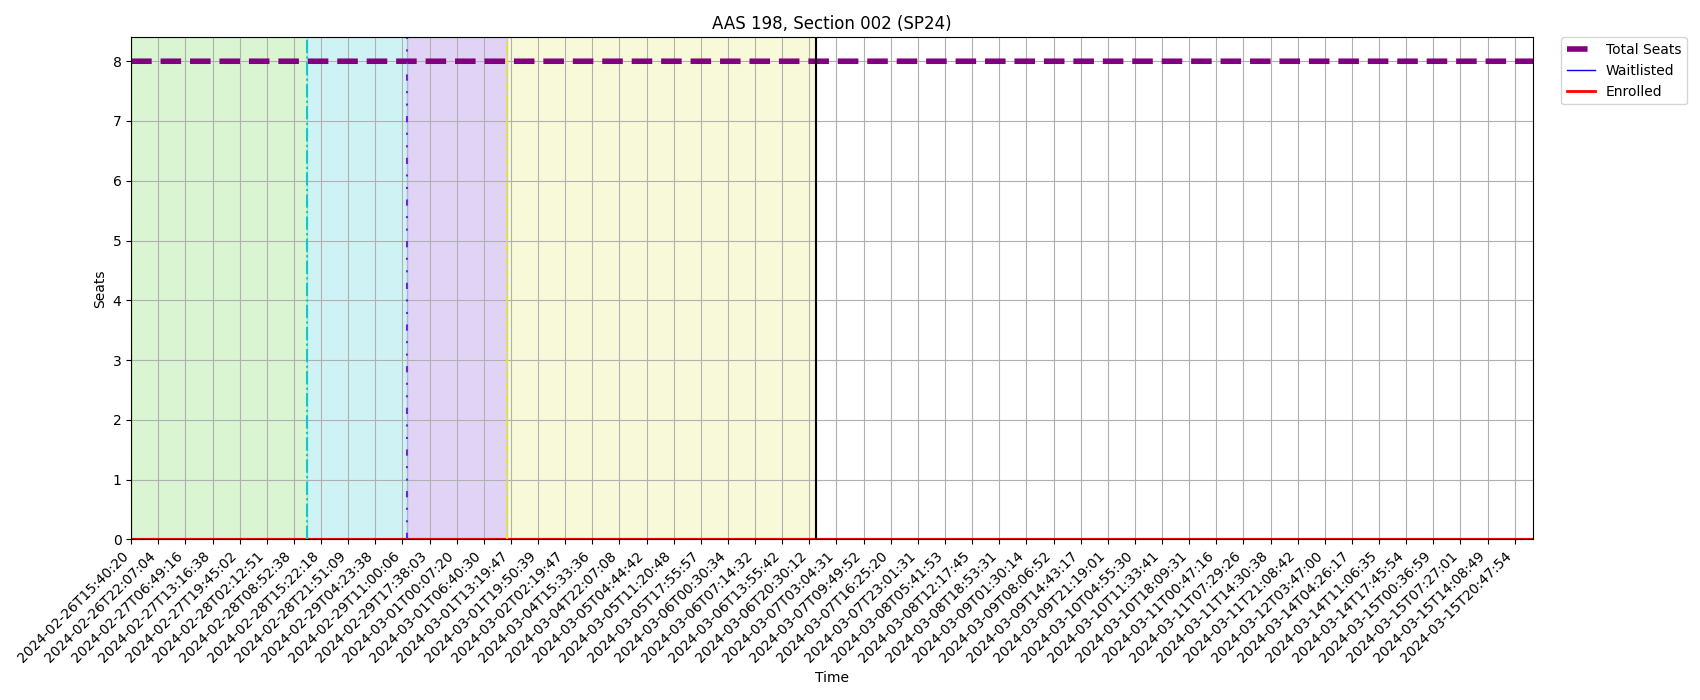 AAS 198, Section 002 (SP24)
Total Seats
Waitlisted
Enrolled
Seats
8
7
6
5
4
3
2
1
0
2024-02-26T15:40:20
2024-02-26T22:07:04
2024-02-27T06:49:16
2024-02-27T13:16:38
2024-02-27T19:45:02
2024-02-28T02:12:51
2024-02-28T08:52:38
2024-02-28T15:22:18
2024-02-28T21:51:09
2024-02-29T04:23:38
2024-02-29T11:00:06
2024-02-29T17:38:03
2024-03-01T00:07:20
2024-03-01T06:40:30
2024-03-01T13:19:47
2024-03-01T19:50:39
2024-03-02T02:19:47
2024-03-04T15:33:36
2024-03-04T22:07:08
2024-03-05T04:44:42
2024-03-05T11:20:48
2024-03-05T17:55:57
2024-03-06T00:30:34
2024-03-06T07:14:32
2024-03-06T13:55:42
2024-03-06T20:30:12
2024-03-07T03:04:31
2024-03-07T09:49:52
2024-03-07T16:25:20
2024-03-07T23:01:31
2024-03-08T05:41:53
2024-03-08T12:17:45
2024-03-08T18:53:31
2024-03-09T01:30:14
2024-03-09T08:06:52
2024-03-09T14:43:17
2024-03-09T21:19:01
2024-03-10T04:55:30
2024-03-10T11:33:41
2024-03-10T18:09:31
2024-03-11T00:47:16
2024-03-11T07:29:26
2024-03-11T14:30:38
2024-03-11T21:08:42
2024-03-12T03:47:00
2024-03-14T04:26:17
2024-03-14T11:06:35
2024-03-14T17:45:54
2024-03-15T00:36:59
2024-03-15T07:27:01
2024-03-15T14:08:49
2024-03-15T20:47:54
Time